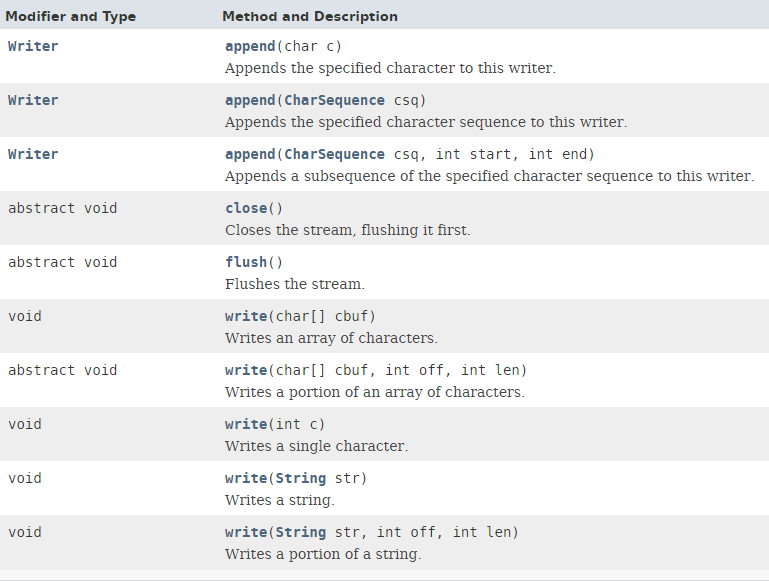 Modifier and Type Method and Description
Writer append(char c)
Appends the specified character to this writer.
Writer append(CharSequence csq)
Appends the specified character sequence to this writer.
Writer append(CharSequence csq, int start, int end)
Appends a subsequence of the specified character sequence to this writer.
abstract void close()
Closes the stream, flushing it first.
abstract void flush()
Flushes the stream.
void write(char[] cbuf)
Writes an array of characters.
abstract void write(char[] cbuf, int off, int len)
Writes a portion of an array of characters.
void write(int c)
Writes a single character.
void write(String str)
Writes a string.
void write(String str, int off, int len)
Writes a portion of a string.